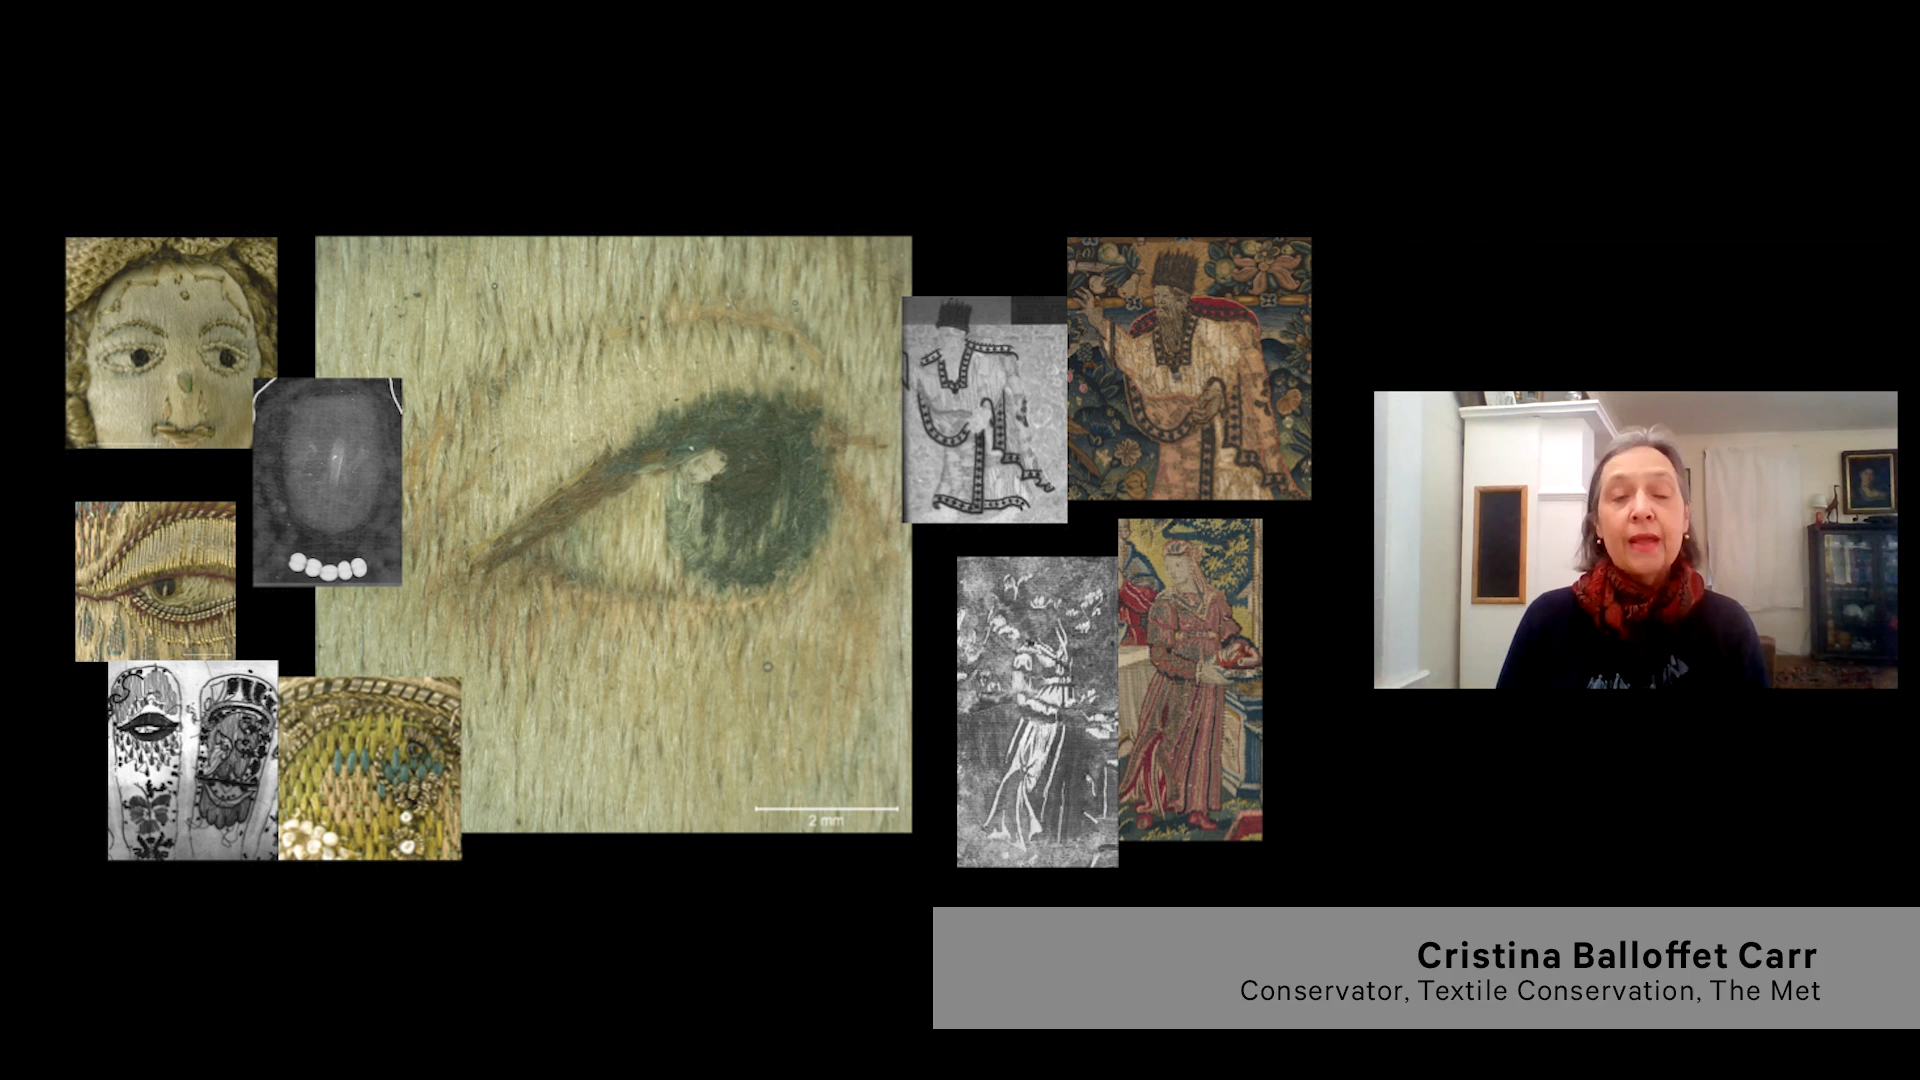 2 mm
Cristina Balloffet Carr
Conservator, Textile Conservation, The Met